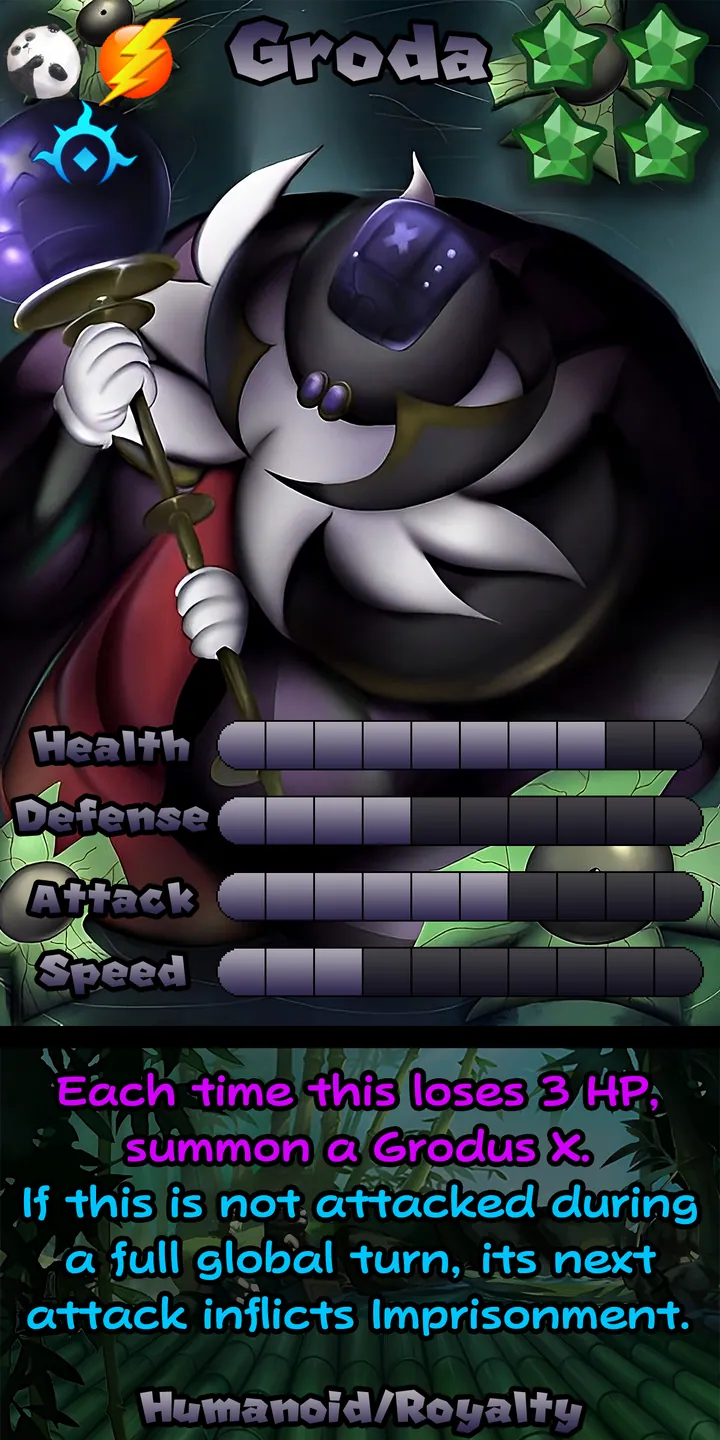 Groda
Health
Defense
Attack
Speed
Each time this loses 3 HP,
summon a Grodus X.
If this is not attacked during
a full global turn, its next
attack inflicts Imprisonment.
Humanoid/Royalty